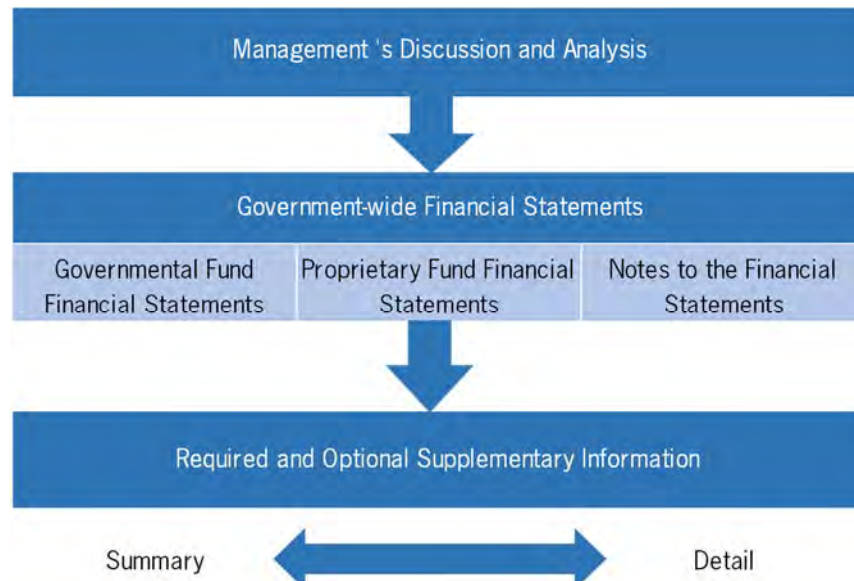 Management 's Discussion and Analysis
Government-wide Financial Statements
Governmental Fund
Financial Statements
Proprietary Fund Financial
Statements
Notes to the Financial
Statements
Required and Optional Supplementary Information
Summary
Detail